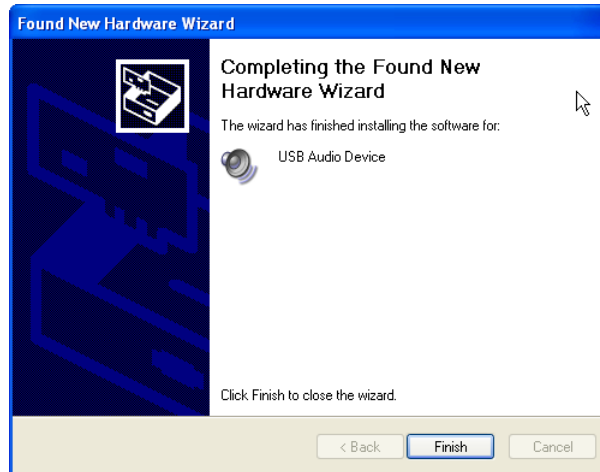 Found New Hardware Wizard
Completing the Found New
Hardware Wizard
The wizard has finished installing the software for:
USB Audio Device
Click Finish to close the wizard.
< Back
Finish
Cancel